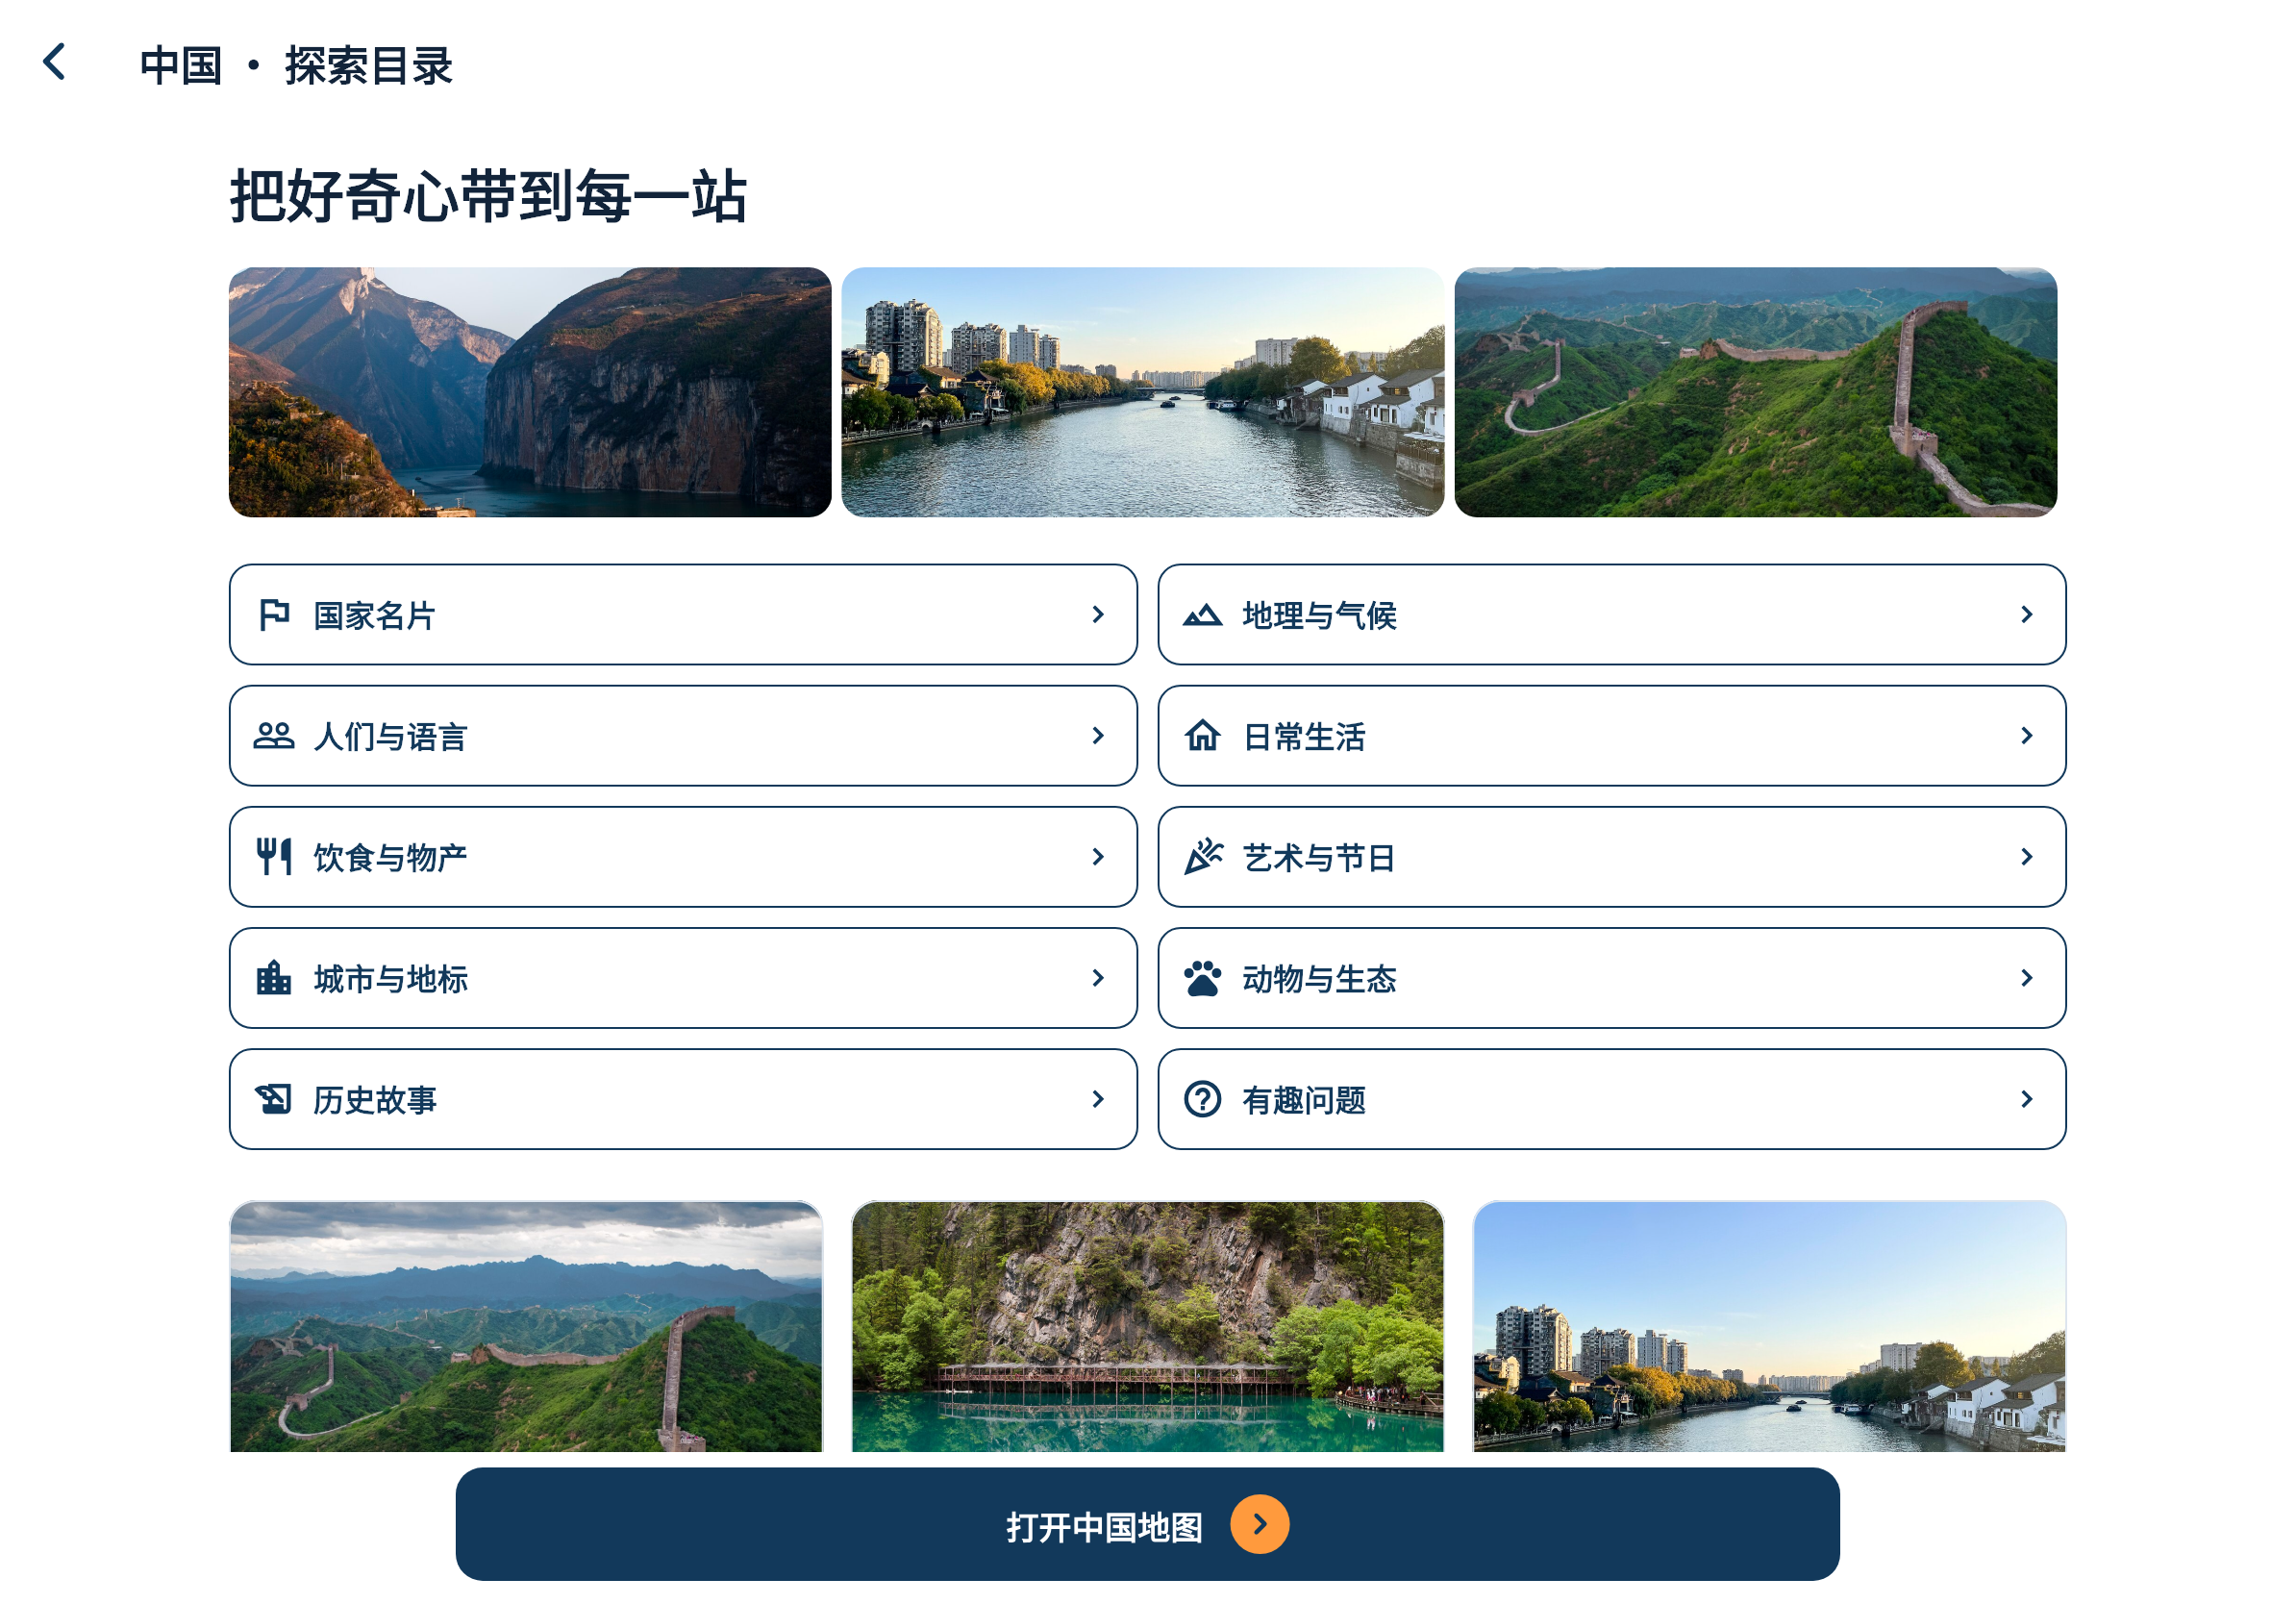 中国 · 探索目录
把好奇心带到每一站
国家名片
地理与气候
人们与语言
日常生活
饮食与物产
艺术与节日
城市与地标
动物与生态
历史故事
有趣问题
打开中国地图